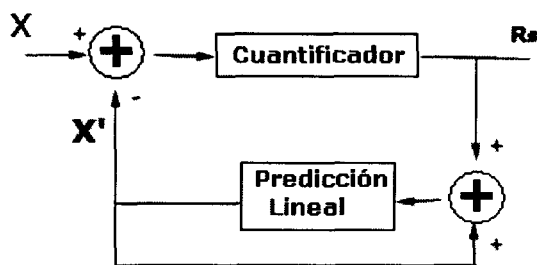 X
+
+
Cuantificador
Rs
-
X'
+
Predicción
Lineal
+
+